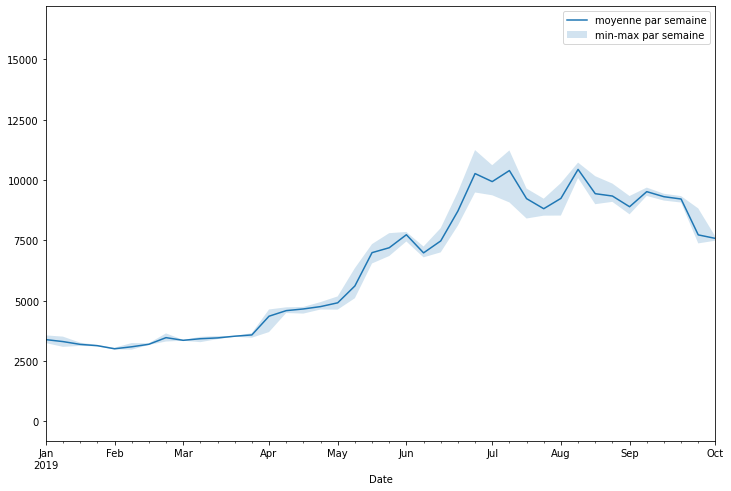 moyenne par semaine
min-max par semaine
15000
12500
10000
7500
5000
2500
0
Jan Feb Mar Apr May Jun Jul Aug Sep Oct
2019
Date